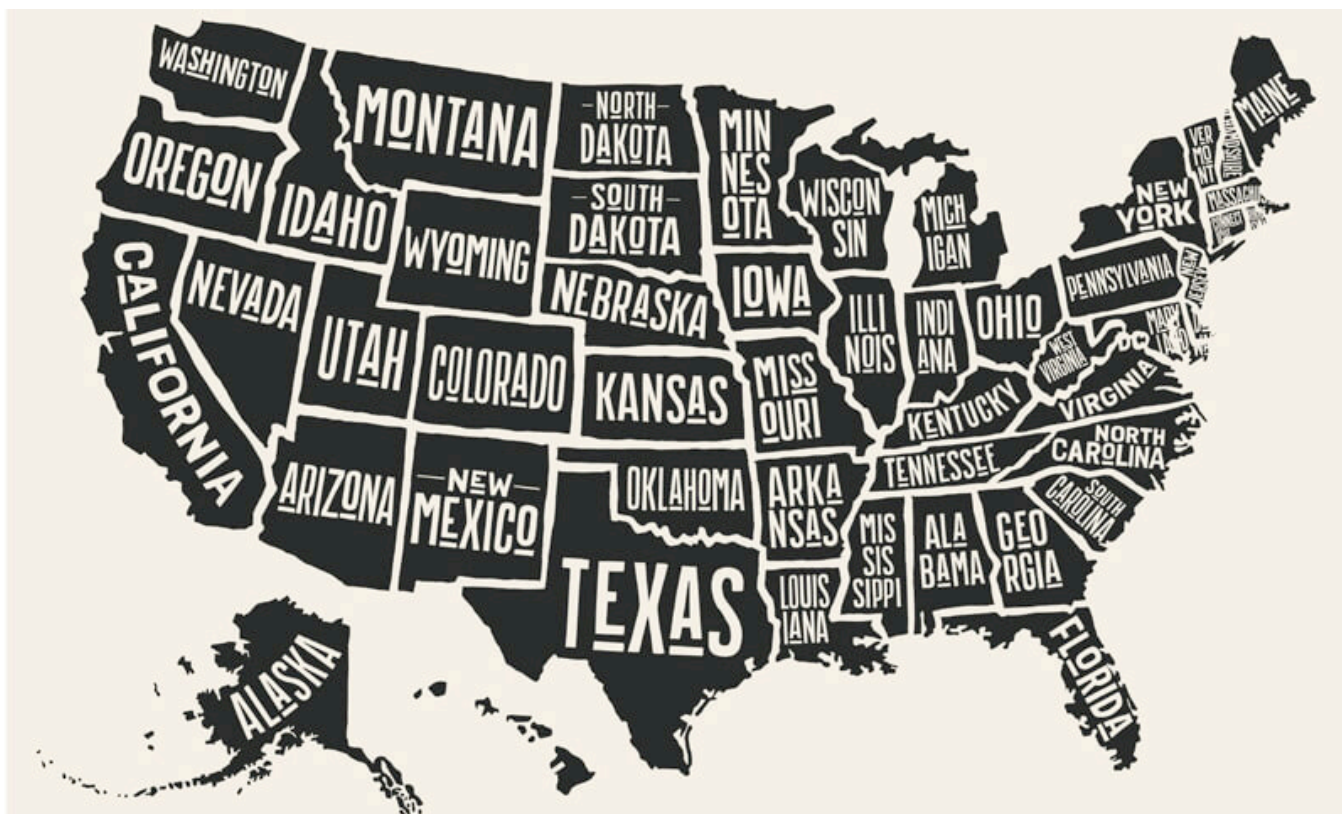 WASHINGTON
MONTANA
-NORTH-
DAKOTA
MIN
NES
OTA
MAINE
OREGON
IDAHO
WYOMING
-SOUTH-
DAKOTA
WISCON
SIN
MICH
IGAN
NEW
YORK
VER
MO
NT
CALIFORNIA
NEVADA
UTAH
COLORADO
NEBRASKA
IOWA
ILLI
NOIS
INDI
ANA
OHIO
PENNSYLVANIA
NEW
JERSEY
KANSAS
MISS
OURI
KENTUCKY
WEST
VIRGINIA
DC
VIRGINIA
ARIZONA
-NEW-
MEXICO
OKLAHOMA
ARKA
NSAS
TENNESSEE
NORTH
CAROLINA
SOUTH
CAROLINA
TEXAS
LOUIS
IANA
MIS
SIS
SIPPI
ALA
BAMA
GEO
RGIA
FLORIDA
ALASKA